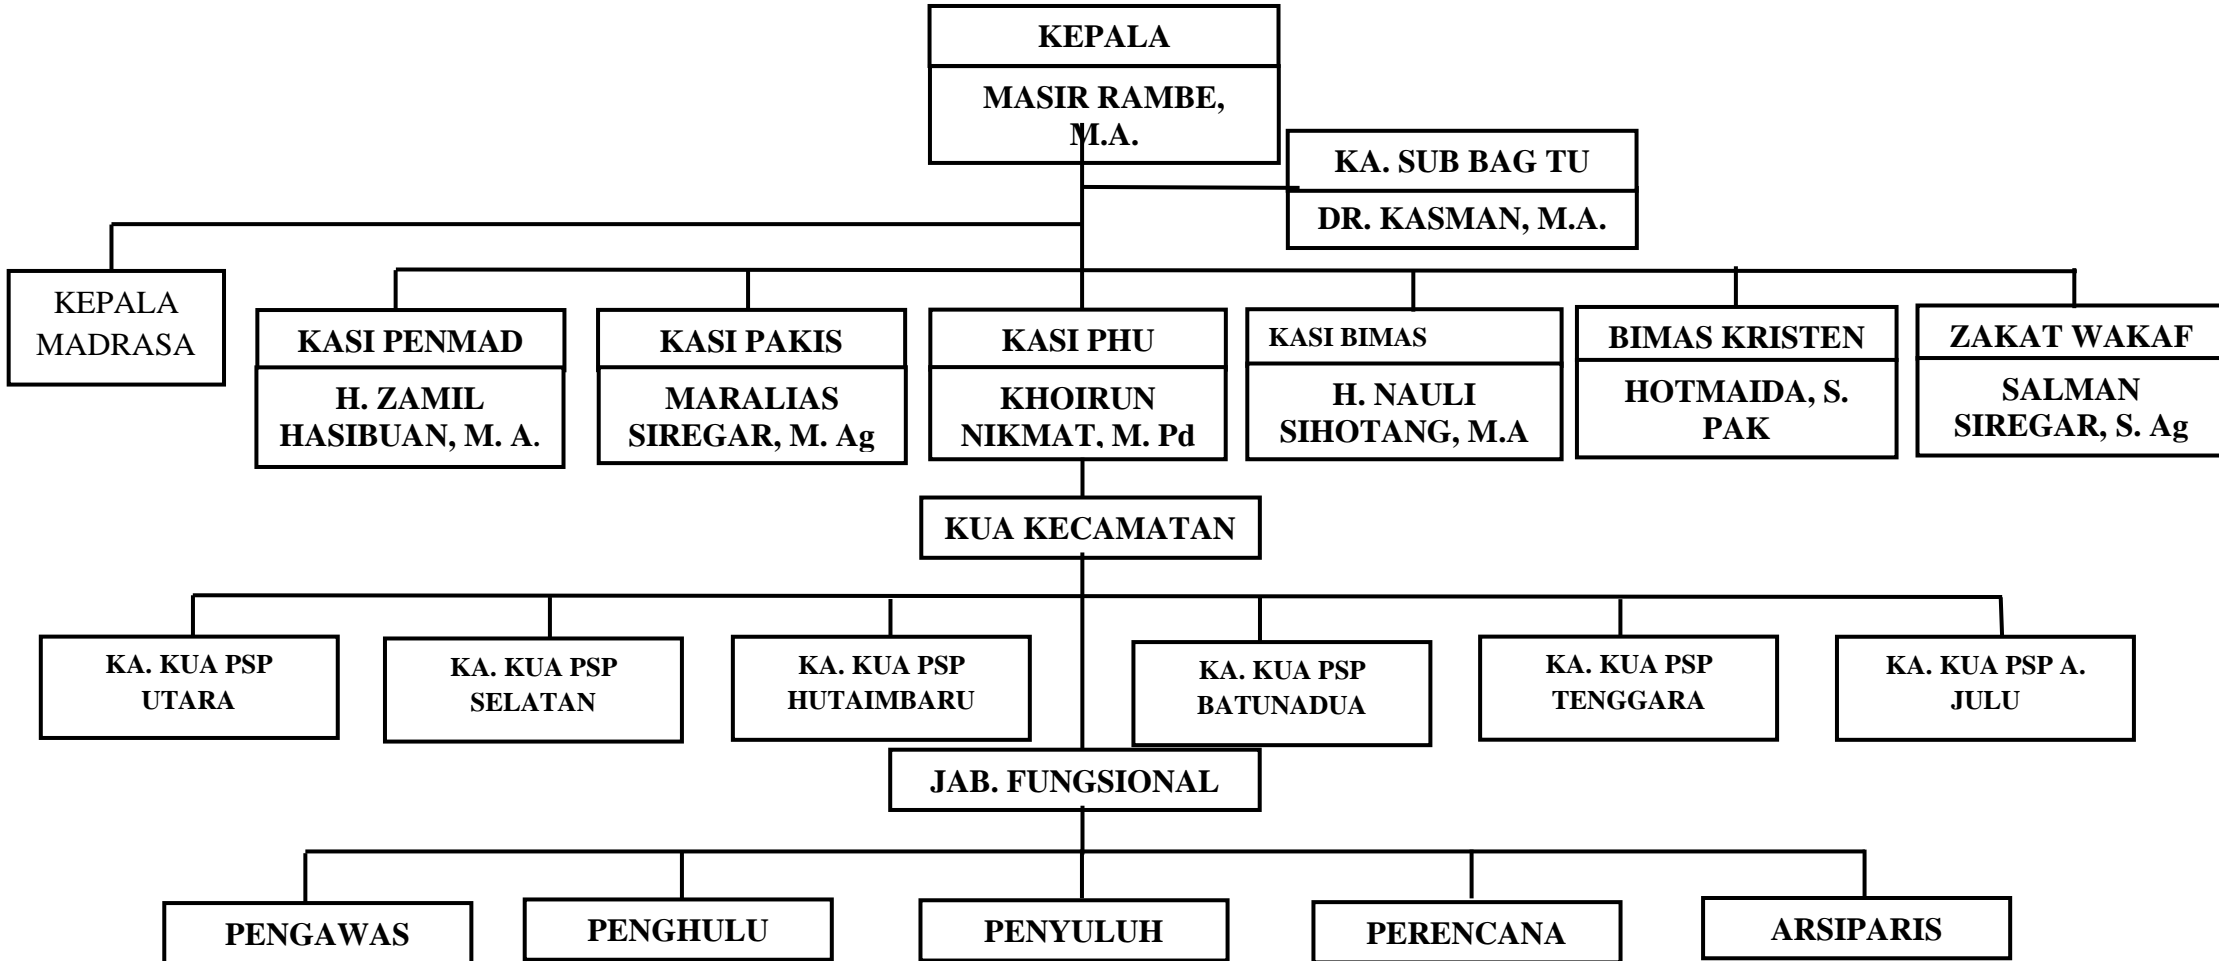 KEPALA
MASIR RAMBE,
M.A.
KA. SUB BAG TU
DR. KASMAN, M.A.
KEPALA
MADRASA
KASI PENMAD
H. ZAMIL
HASIBUAN, M. A.
KASI PAKIS
MARALIAS
SIREGAR, M. Ag
KASI PHU
KHOIRUN
NIKMAT, M. Pd
KASI BIMAS
H. NAULI
SIHOTANG, M.A
BIMAS KRISTEN
HOTMAIDA, S.
PAK
ZAKAT WAKAF
SALMAN
SIREGAR, S. Ag
KUA KECAMATAN
KA. KUA PSP
UTARA
KA. KUA PSP
SELATAN
KA. KUA PSP
HUTAIMBARU
KA. KUA PSP
BATUNADUA
KA. KUA PSP
TENGGARA
KA. KUA PSP A.
JULU
JAB. FUNGSIONAL
PENGAWAS
PENGHULU
PENYULUH
PERENCANA
ARSIPARIS